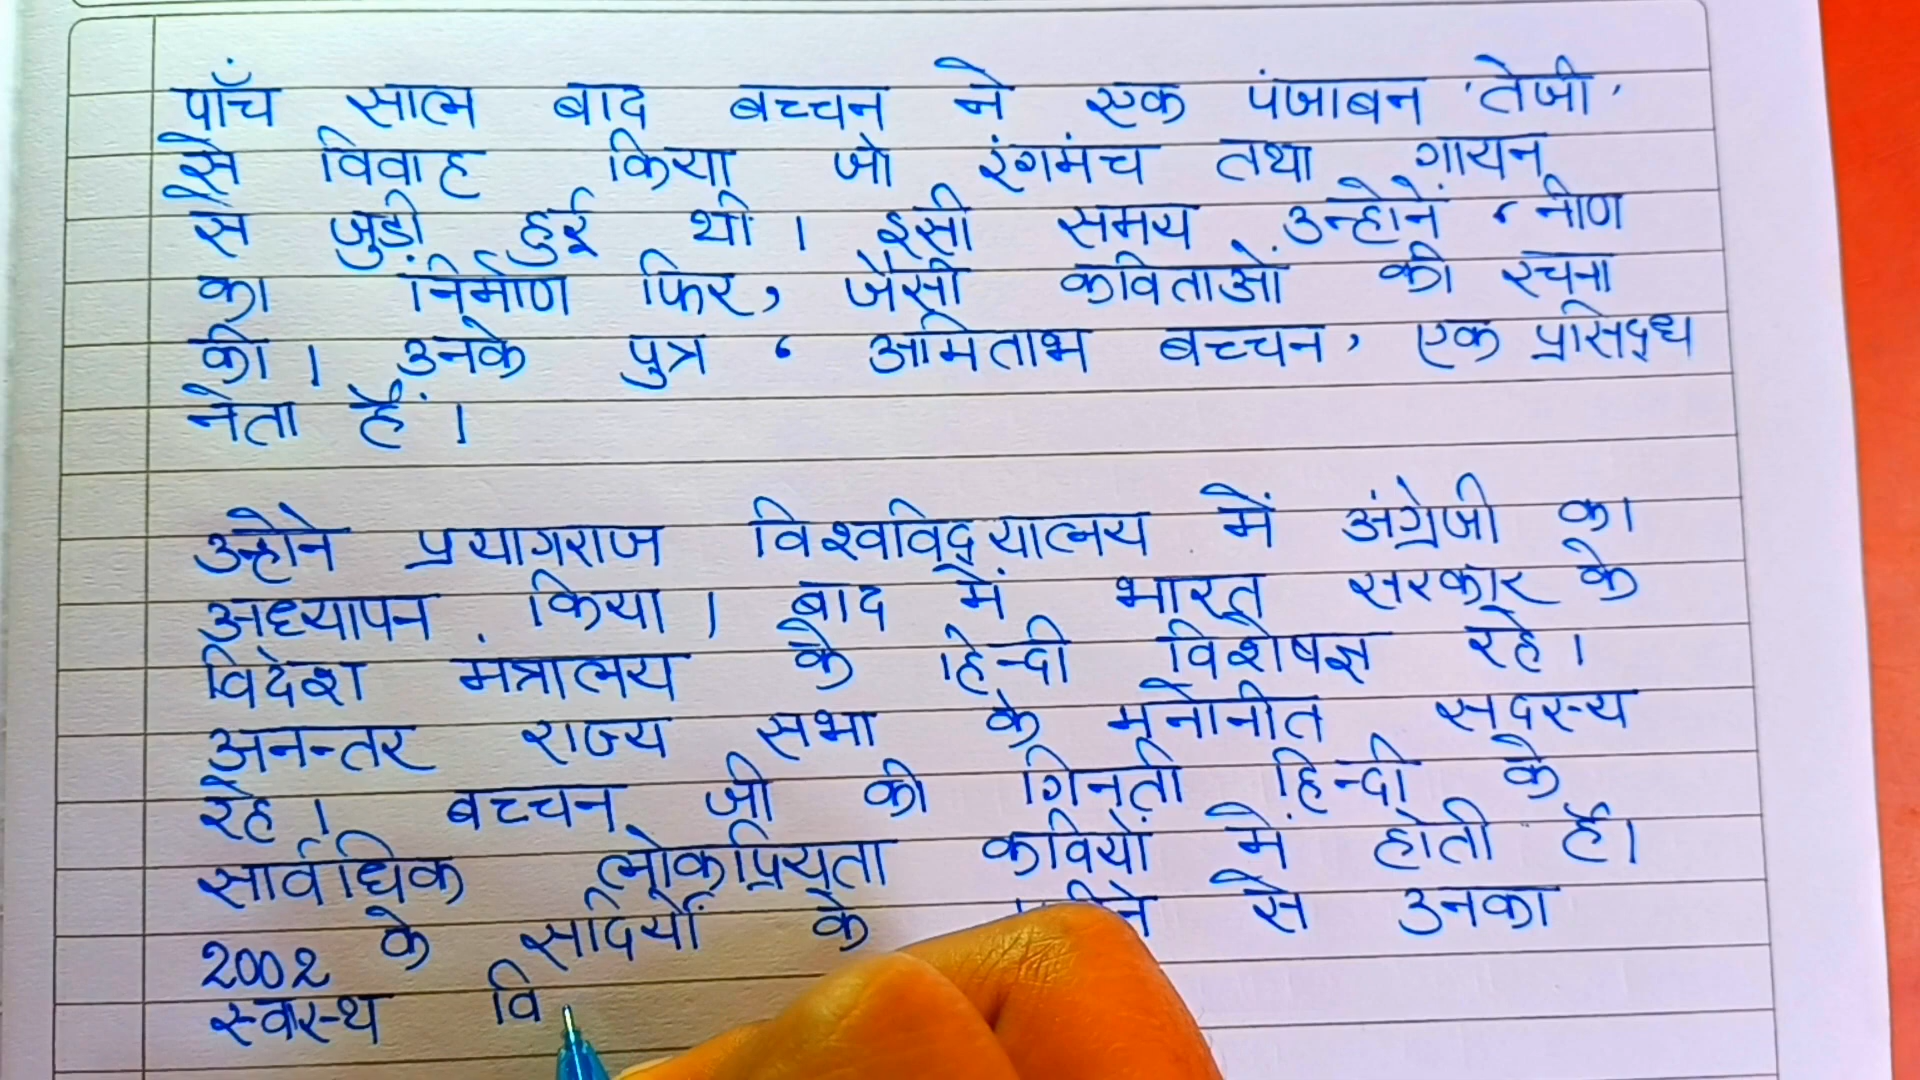 पाँच साल बाद बच्चन ने एक पंजाबन 'तेजी'
से विवाह किया जो रंगमंच तथा गायन
से जुडी़ हुई थी । इसी समय उन्होनें ' नीण
का निर्माण फिर, जैसी कविताओं की रचना
की । उनके पुत्र ' अमिताभ बच्चन, एक प्रसिद्ध
नेता हैं ।
उन्होने प्रयागराज विश्वविद्यालय में अंग्रेजी का
अध्यापन किया । बाद में भारत सरकार के
विदेश मंत्रालय के हिन्दी विशेषज्ञ रहे ।
अनन्तर राज्य सभा के मनोनीत सदस्य
रहे । बच्चन जी की गिनती हिन्दी के
सार्वधिक लोकप्रियता कवियों में होती है ।
2002 के सदियों के से उनका
स्वास्थ वि